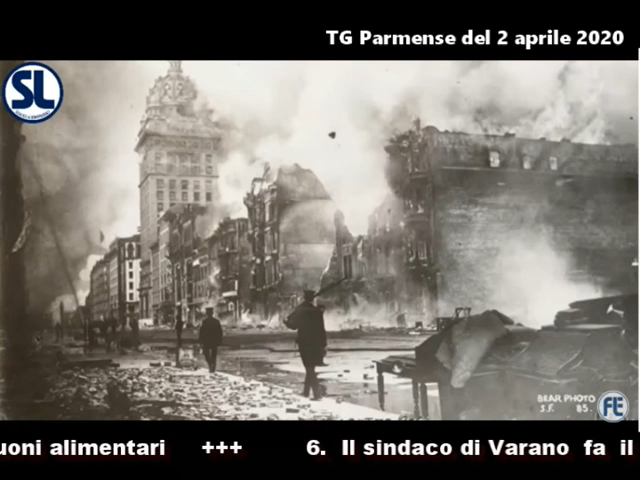 TG Parmense del 2 aprile 2020
SL
BEAR PHOTO
S.F. 85.
FE
uoni alimentari +++ 6. Il sindaco di Varano fa il